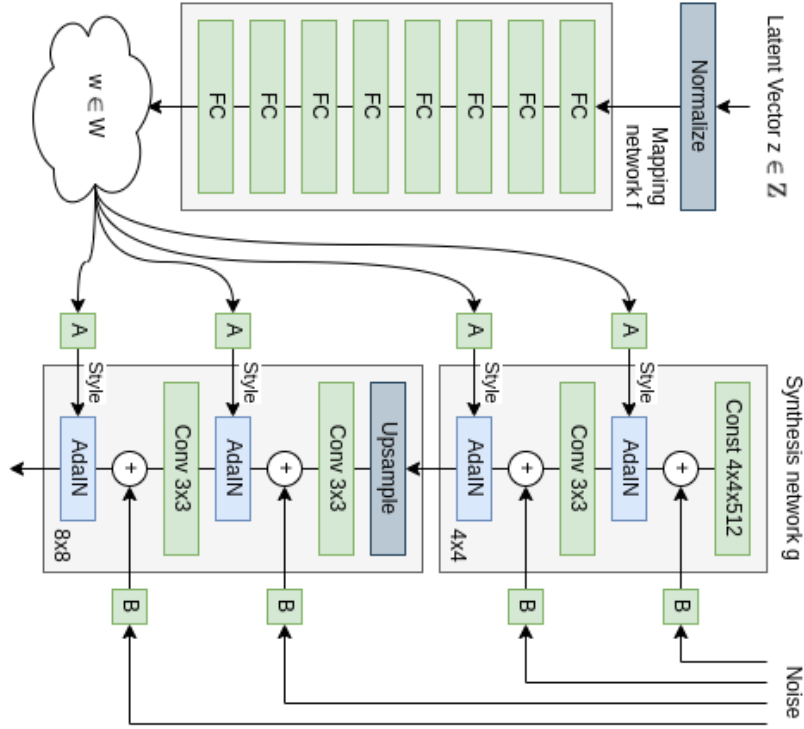 Latent Vector z ∈ Z
Normalize
Mapping
network f
FC
FC
FC
FC
FC
FC
FC
FC
w ∈ W
Synthesis network g
Noise
Const 4x4x512
+
B
A
Style
AdaIN
Conv 3x3
+
B
A
Style
AdaIN
4x4
Upsample
Conv 3x3
+
B
A
Style
AdaIN
Conv 3x3
+
B
A
Style
AdaIN
8x8